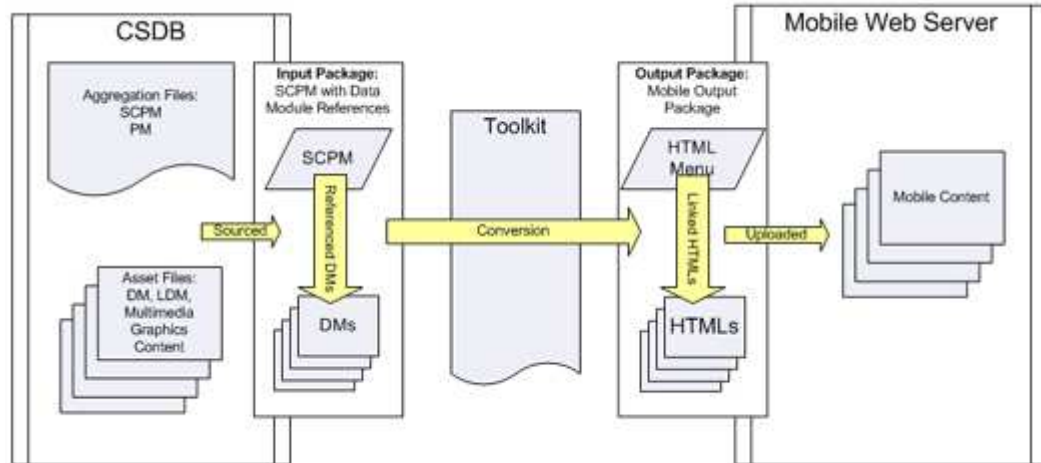 CSDB
Aggregation Files:
SCPM
PM
Sourced
Asset Files:
DM, LDM,
Multimedia
Graphics
Content
Input Package:
SCPM with Data
Module References
SCPM
Referenced DMs
DMs
Toolkit
Conversion
Output Package:
Mobile Output
Package
HTML
Menu
Linked HTMLs
HTMLs
Mobile Web Server
Uploaded
Mobile Content